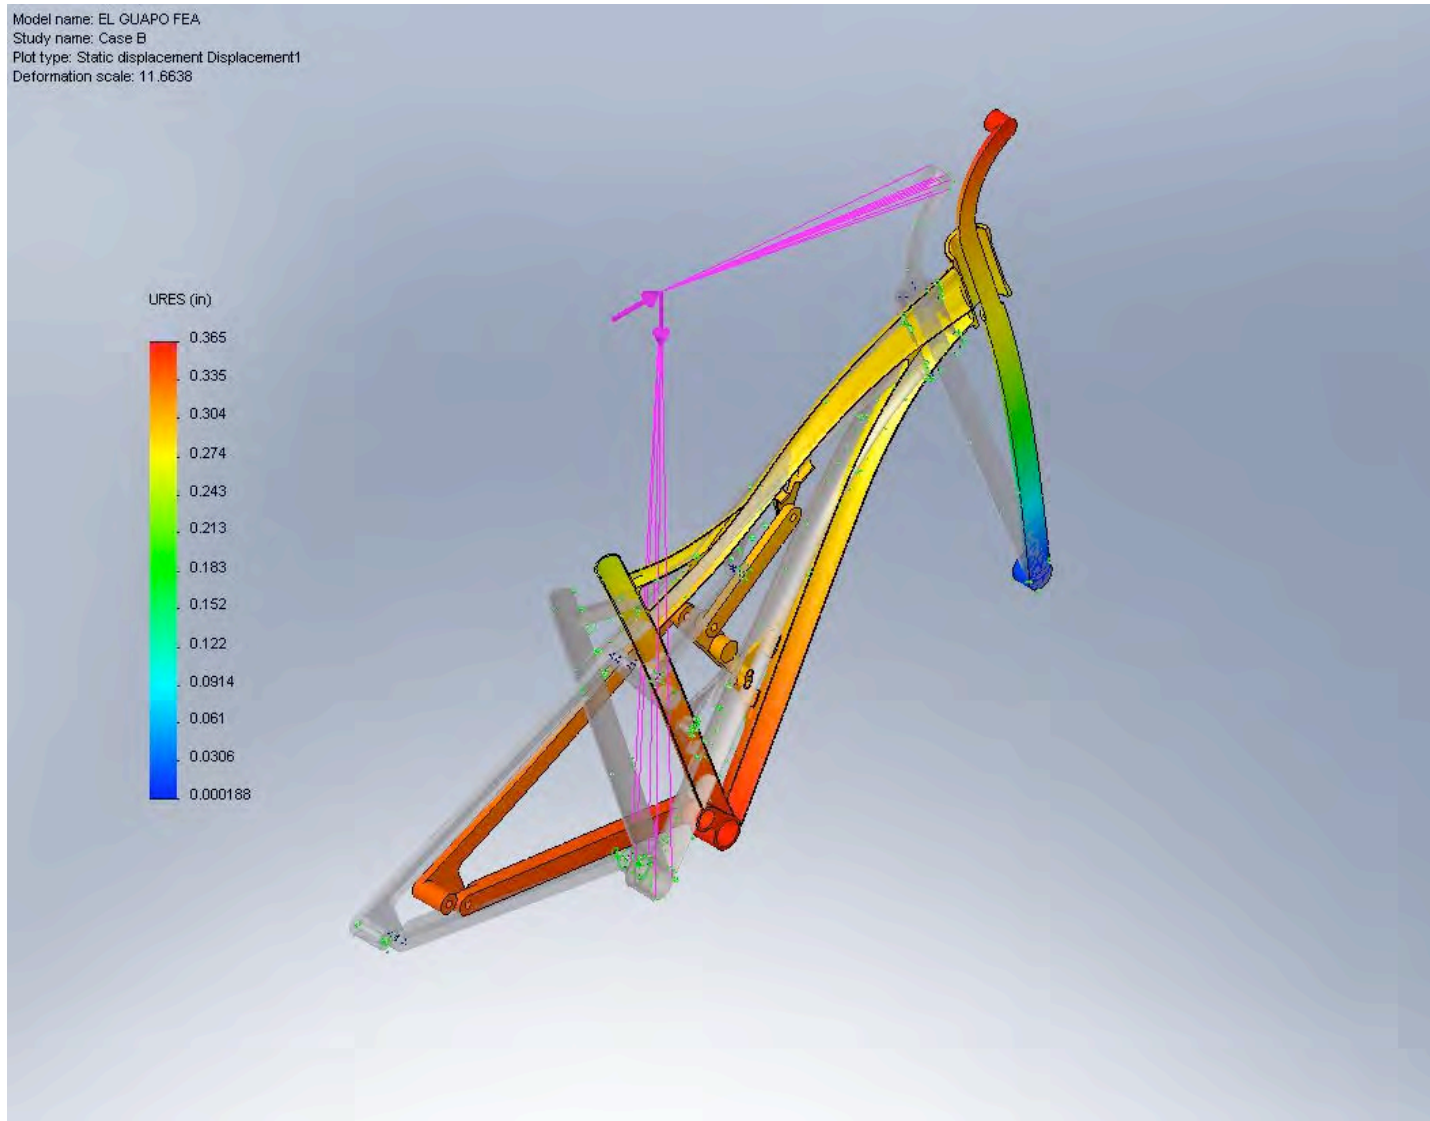 Model name: EL GUAPO FEA
Study name: Case B
Plot type: Static displacement Displacement1
Deformation scale: 11.6638
URES (in)
0.365
0.335
0.304
0.274
0.243
0.213
0.183
0.152
0.122
0.0914
0.061
0.0306
0.000188